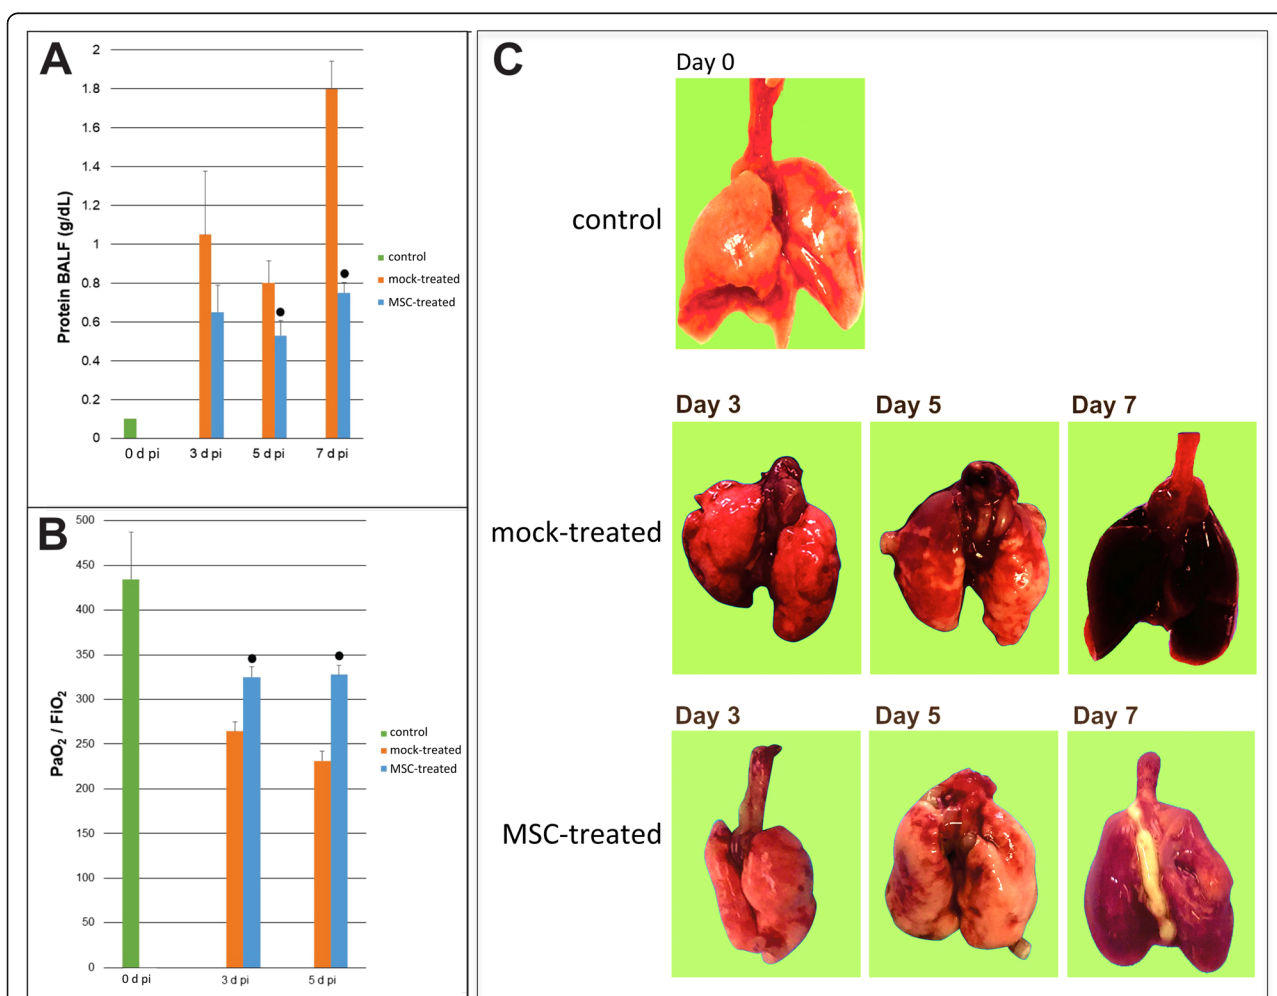 A
2
1.8
1.6
1.4
1.2
1
0.8
0.6
0.4
0.2
0
Protein BALF (g/dL)
0 d pi
3 d pi
5 d pi
7 d pi
control
mock-treated
MSC-treated
B
500
450
400
350
300
250
200
150
100
50
0
PaO₂ / FiO₂
0 d pi
3 d pi
5 d pi
control
mock-treated
MSC-treated
C
Day 0
control
Day 3 Day 5 Day 7
mock-treated
Day 3 Day 5 Day 7
MSC-treated